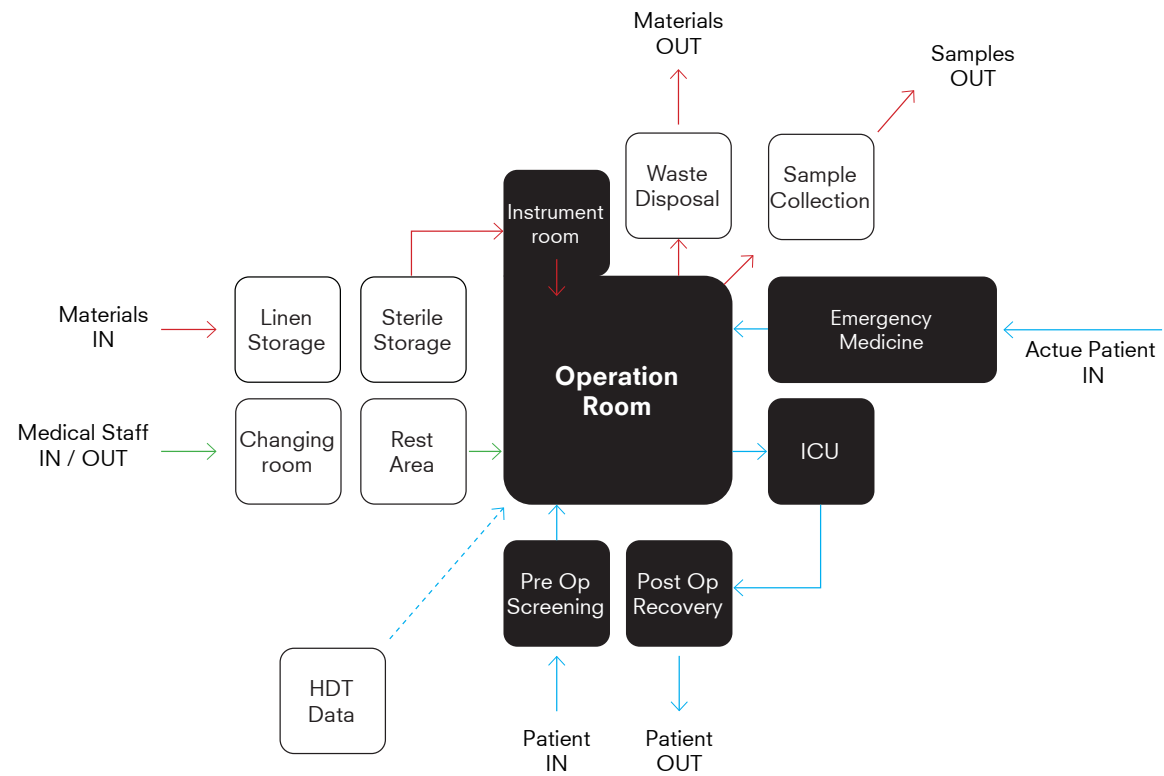 Materials
OUT
Samples
OUT
Waste
Disposal
Sample
Collection
Instrument
room
Materials
IN
Linen
Storage
Sterile
Storage
Emergency
Medicine
Actue Patient
IN
Operation
Room
Medical Staff
IN / OUT
Changing
room
Rest
Area
ICU
Pre Op
Screening
Post Op
Recovery
HDT
Data
Patient
IN
Patient
OUT